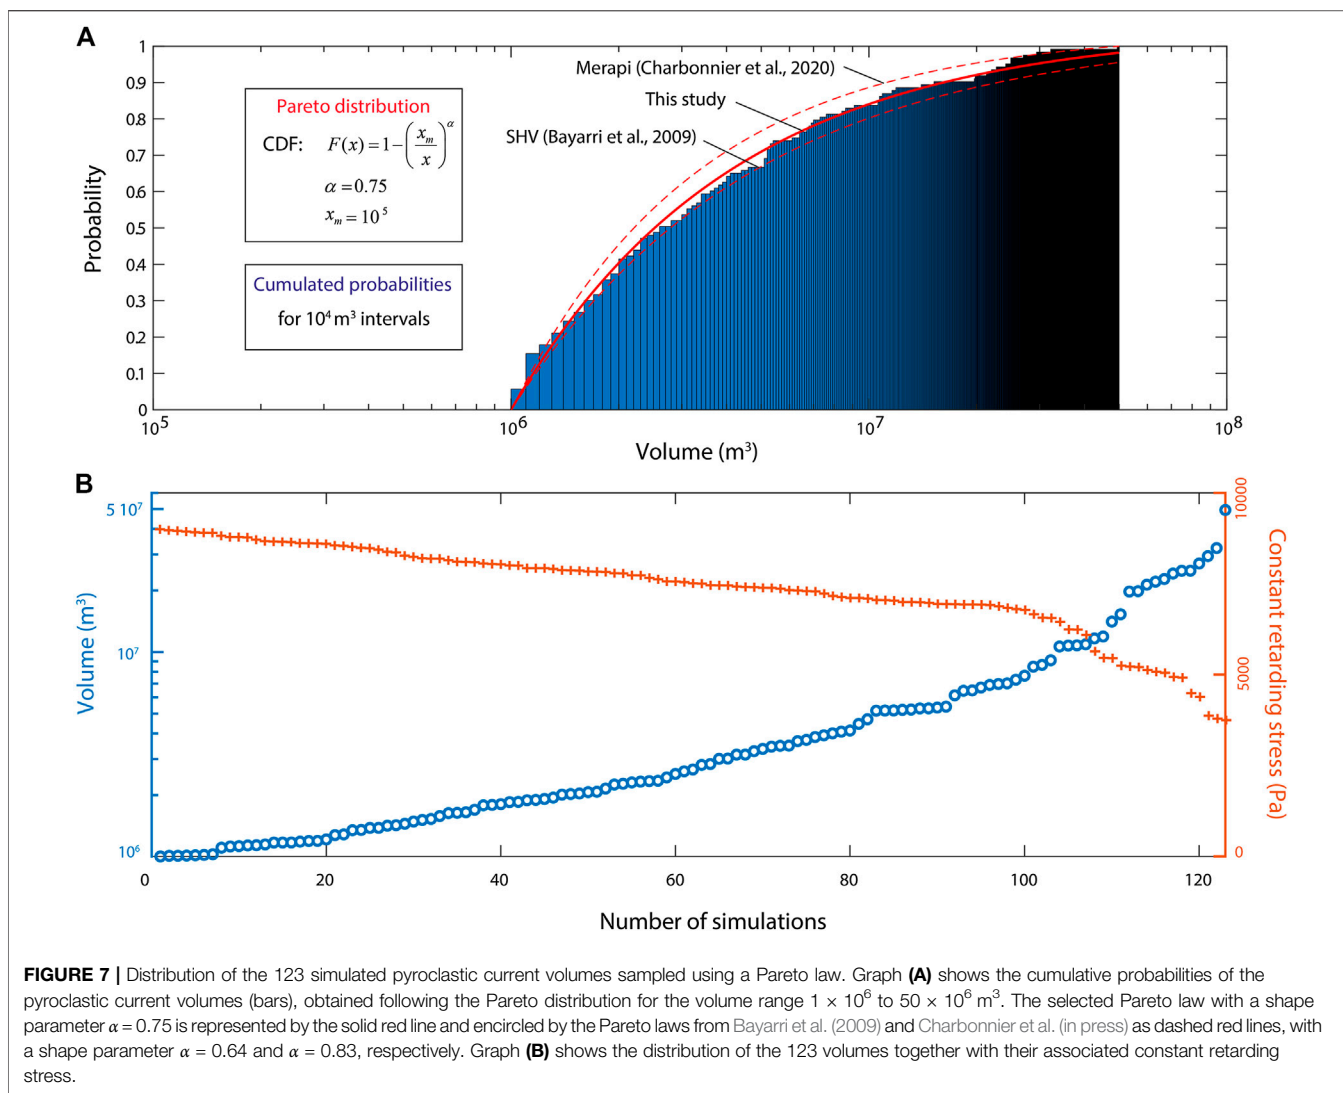 A
1
0.9
0.8
0.7
0.6
0.5
0.4
0.3
0.2
0.1
0
Probability
Pareto distribution
CDF: F(x)=1-(x_m/x)^α
α=0.75
x_m=10^5
Cumulated probabilities
for 10^4 m^3 intervals
Merapi (Charbonnier et al., 2020)
This study
SHV (Bayarri et al., 2009)
10^5
10^6
10^7
10^8
Volume (m^3)
B
5 10^7
10^7
10^6
Volume (m^3)
10000
5000
0
Constant retarding stress (Pa)
0
20
40
60
80
100
120
Number of simulations
FIGURE 7 | Distribution of the 123 simulated pyroclastic current volumes sampled using a Pareto law. Graph (A) shows the cumulative probabilities of the
pyroclastic current volumes (bars), obtained following the Pareto distribution for the volume range 1 × 10^6 to 50 × 10^6 m^3. The selected Pareto law with a shape
parameter α = 0.75 is represented by the solid red line and encircled by the Pareto laws from Bayarri et al. (2009) and Charbonnier et al. (in press) as dashed red lines, with
a shape parameter α = 0.64 and α = 0.83, respectively. Graph (B) shows the distribution of the 123 volumes together with their associated constant retarding
stress.